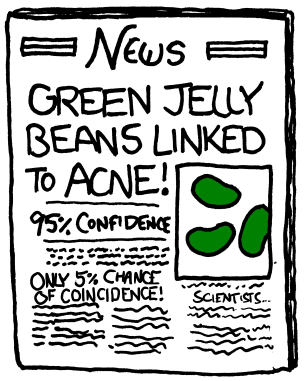 NEWS
GREEN JELLY
BEANS LINKED
TO ACNE!
95% CONFIDENCE
ONLY 5% CHANCE
OF COINCIDENCE!
SCIENTISTS...